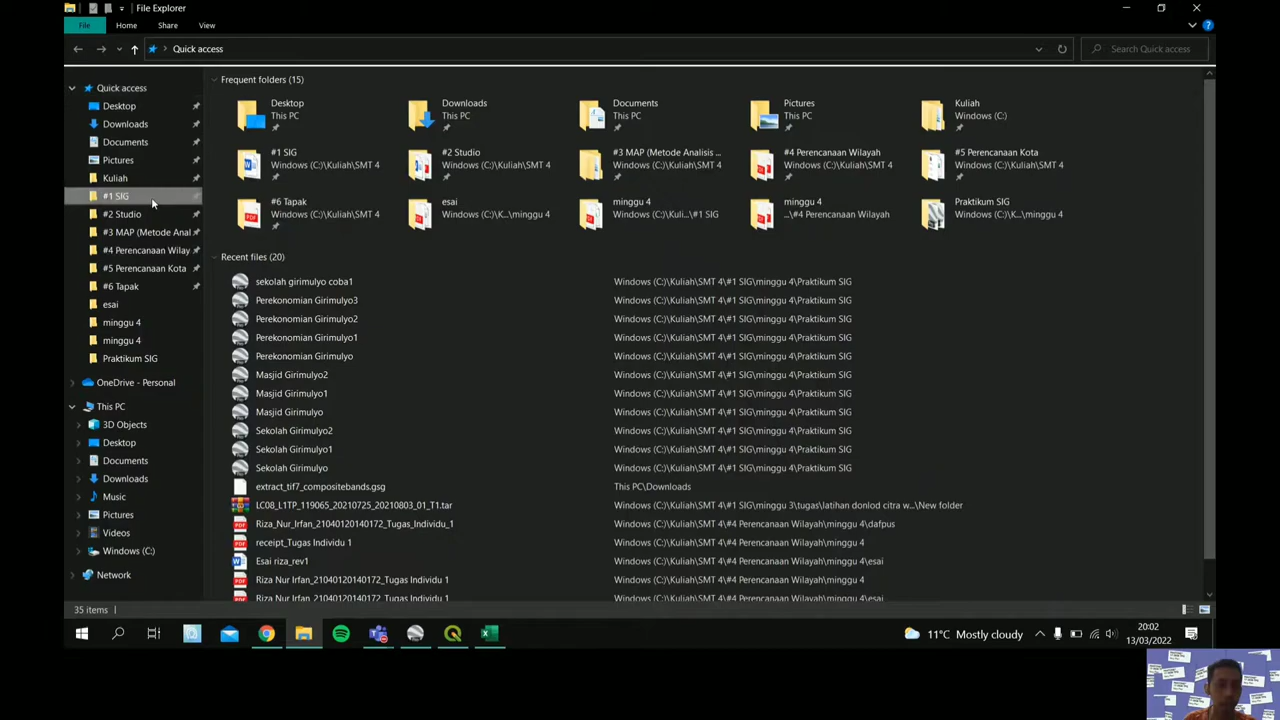 File Explorer
File Home Share View
Quick access
Search Quick access
Quick access
Desktop
Downloads
Documents
Pictures
Kuliah
#1 SIG
#2 Studio
#3 MAP (Metode Anal
#4 Perencanaan Wilay
#5 Perencanaan Kota
#6 Tapak
esai
minggu 4
minggu 4
Praktikum SIG
OneDrive - Personal
This PC
3D Objects
Desktop
Documents
Downloads
Music
Pictures
Videos
Windows (C:)
Network
Frequent folders (15)
Desktop
This PC
Downloads
This PC
Documents
This PC
Pictures
This PC
Kuliah
Windows (C:)
#1 SIG
Windows (C:)\Kuliah\SMT 4
#2 Studio
Windows (C:)\Kuliah\SMT 4
#3 MAP (Metode Analisis ...
Windows (C:)\Kuliah\SMT 4
#4 Perencanaan Wilayah
Windows (C:)\Kuliah\SMT 4
#5 Perencanaan Kota
Windows (C:)\Kuliah\SMT 4
#6 Tapak
Windows (C:)\Kuliah\SMT 4
esai
Windows (C:)\K...\minggu 4
minggu 4
Windows (C:)\Kuli...\#1 SIG
minggu 4
...\#4 Perencanaan Wilayah
Praktikum SIG
Windows (C:)\K...\minggu 4
Recent files (20)
sekolah girimulyo coba1 Windows (C:)\Kuliah\SMT 4\#1 SIG\minggu 4\Praktikum SIG
Perekonomian Girimulyo3 Windows (C:)\Kuliah\SMT 4\#1 SIG\minggu 4\Praktikum SIG
Perekonomian Girimulyo2 Windows (C:)\Kuliah\SMT 4\#1 SIG\minggu 4\Praktikum SIG
Perekonomian Girimulyo1 Windows (C:)\Kuliah\SMT 4\#1 SIG\minggu 4\Praktikum SIG
Perekonomian Girimulyo Windows (C:)\Kuliah\SMT 4\#1 SIG\minggu 4\Praktikum SIG
Masjid Girimulyo2 Windows (C:)\Kuliah\SMT 4\#1 SIG\minggu 4\Praktikum SIG
Masjid Girimulyo1 Windows (C:)\Kuliah\SMT 4\#1 SIG\minggu 4\Praktikum SIG
Masjid Girimulyo Windows (C:)\Kuliah\SMT 4\#1 SIG\minggu 4\Praktikum SIG
Sekolah Girimulyo2 Windows (C:)\Kuliah\SMT 4\#1 SIG\minggu 4\Praktikum SIG
Sekolah Girimulyo1 Windows (C:)\Kuliah\SMT 4\#1 SIG\minggu 4\Praktikum SIG
Sekolah Girimulyo Windows (C:)\Kuliah\SMT 4\#1 SIG\minggu 4\Praktikum SIG
extract_tif7_compositebands.gsg This PC\Downloads
LC08_L1TP_119065_20210725_20210803_01_T1.tar Windows (C:)\Kuliah\SMT 4\#1 SIG\minggu 3\tugas\latihan donlod citra w...\New folder
Riza_Nur_Irfan_21040120140172_Tugas_Individu_1 Windows (C:)\Kuliah\SMT 4\#4 Perencanaan Wilayah\dafpus
receipt_Tugas Individu 1 Windows (C:)\Kuliah\SMT 4\#4 Perencanaan Wilayah\minggu 4
Esai riza_rev1 Windows (C:)\Kuliah\SMT 4\#4 Perencanaan Wilayah\minggu 4\esai
Riza Nur Irfan_21040120140172_Tugas Individu 1 Windows (C:)\Kuliah\SMT 4\#4 Perencanaan Wilayah\minggu 4
Riza Nur Irfan_21040120140172_Tugas Individu 1 Windows (C:)\Kuliah\SMT 4\#4 Perencanaan Wilayah\minggu 4\esai
35 items
11°C Mostly cloudy
20:02
13/03/2022